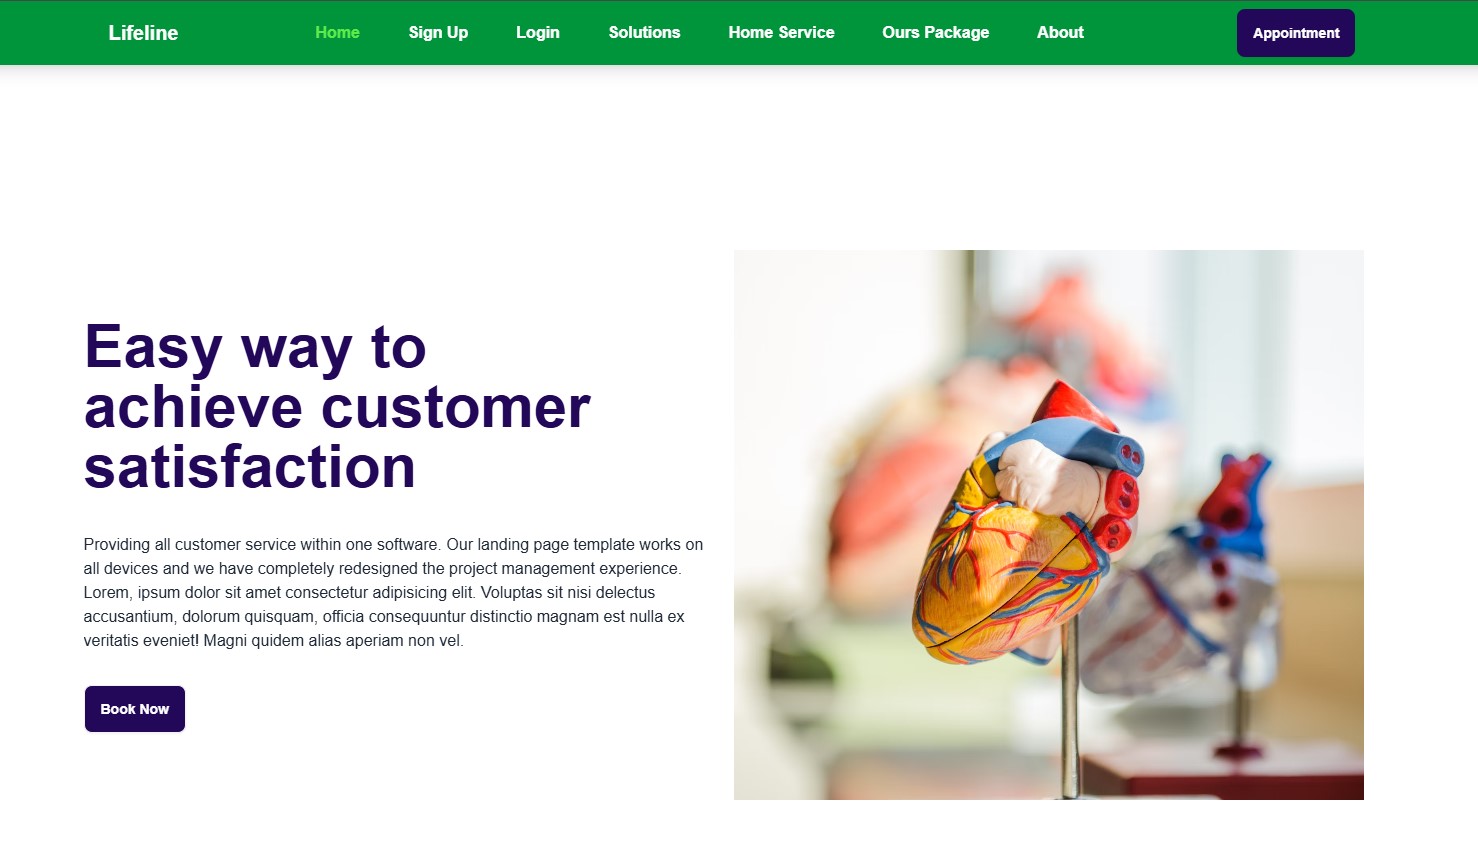 Lifeline
Home
Sign Up
Login
Solutions
Home Service
Ours Package
About
Appointment
Easy way to
achieve customer
satisfaction
Providing all customer service within one software. Our landing page template works on
all devices and we have completely redesigned the project management experience.
Lorem, ipsum dolor sit amet consectetur adipisicing elit. Voluptas sit nisi delectus
accusantium, dolorum quisquam, officia consequuntur distinctio magnam est nulla ex
veritatis eveniet! Magni quidem alias aperiam non vel.
Book Now